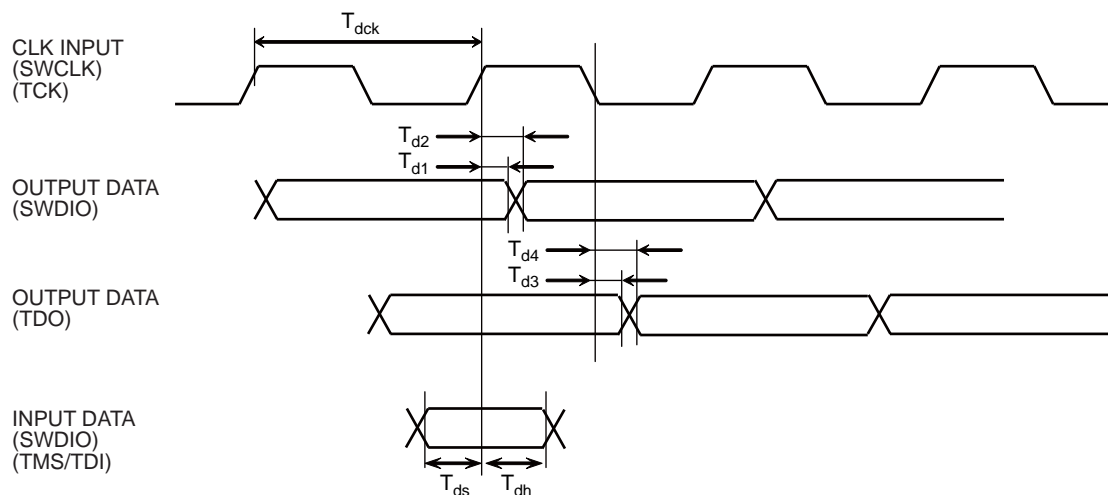 T_dck
CLK INPUT
(SWCLK)
(TCK)
T_d2
T_d1
OUTPUT DATA
(SWDIO)
T_d4
T_d3
OUTPUT DATA
(TDO)
INPUT DATA
(SWDIO)
(TMS/TDI)
T_ds
T_dh